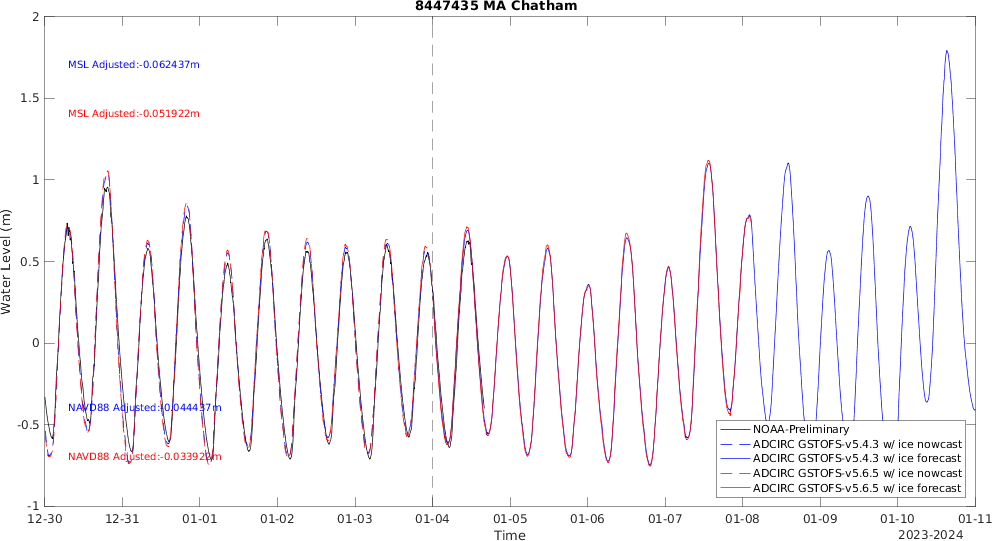 8447435 MA Chatham
2
MSL Adjusted:-0.062437m
1.5
MSL Adjusted:-0.051922m
1
0.5
Water Level (m)
0
-0.5
NAVD88 Adjusted:-0.044437m
NAVD88 Adjusted:-0.033922m
-1
NOAA-Preliminary
ADCIRC GSTOFS-v5.4.3 w/ ice nowcast
ADCIRC GSTOFS-v5.4.3 w/ ice forecast
ADCIRC GSTOFS-v5.6.5 w/ ice nowcast
ADCIRC GSTOFS-v5.6.5 w/ ice forecast
12-30 12-31 01-01 01-02 01-03 01-04 01-05 01-06 01-07 01-08 01-09 01-10 01-11
Time
2023-2024